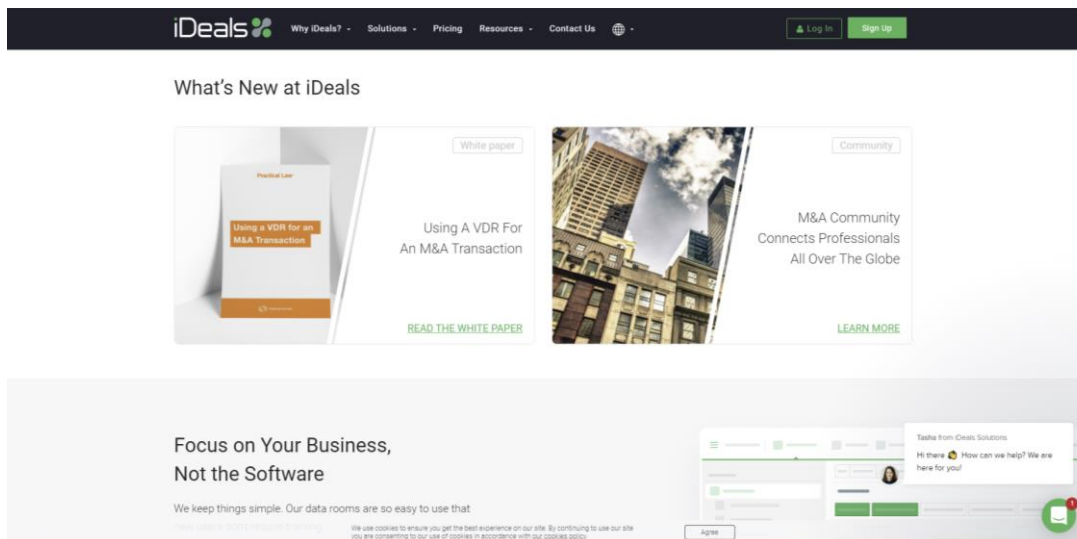 iDeals
Why iDeals?
Solutions
Pricing
Resources
Contact Us
Log In
Sign Up
What's New at iDeals
White paper
Practical Law
Using a VDR for an
M&A Transaction
Using A VDR For
An M&A Transaction
READ THE WHITE PAPER
Community
M&A Community
Connects Professionals
All Over The Globe
LEARN MORE
Focus on Your Business,
Not the Software
We keep things simple. Our data rooms are so easy to use that
Tasha from iDeals Solutions
Hi there How can we help? We are
here for you!
1
We use cookies to ensure you get the best experience on our site. By continuing to use our site
you are consenting to our use of cookies in accordance with our cookies policy.
Agree